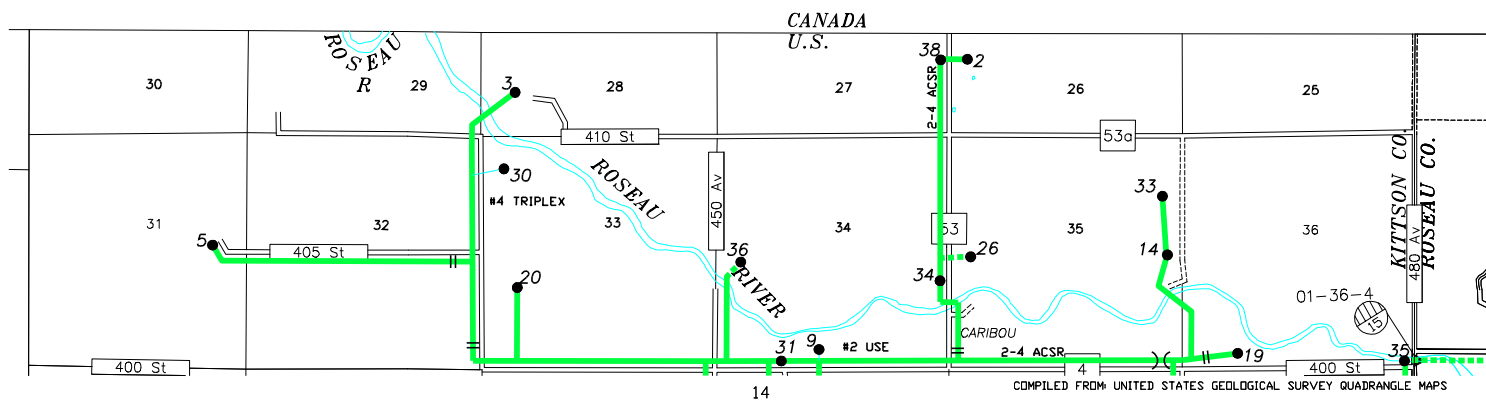 CANADA
U.S.
ROSEAU
R
30
29
28
27
26
25
3
38
2
2-4 ACSR
410 St
53a
30
#4 TRIPLEX
ROSEAU
450 Av
33
KITTSON CO.
ROSEAU CO.
31
32
33
34
35
36
5
405 St
53
480 Av
36
26
14
20
34
RIVER
01-36-4
15
CARIBOU
31
9
#2 USE
2-4 ACSR
19
35
400 St
4
400 St
14
COMPILED FROM: UNITED STATES GEOLOGICAL SURVEY QUADRANGLE MAPS